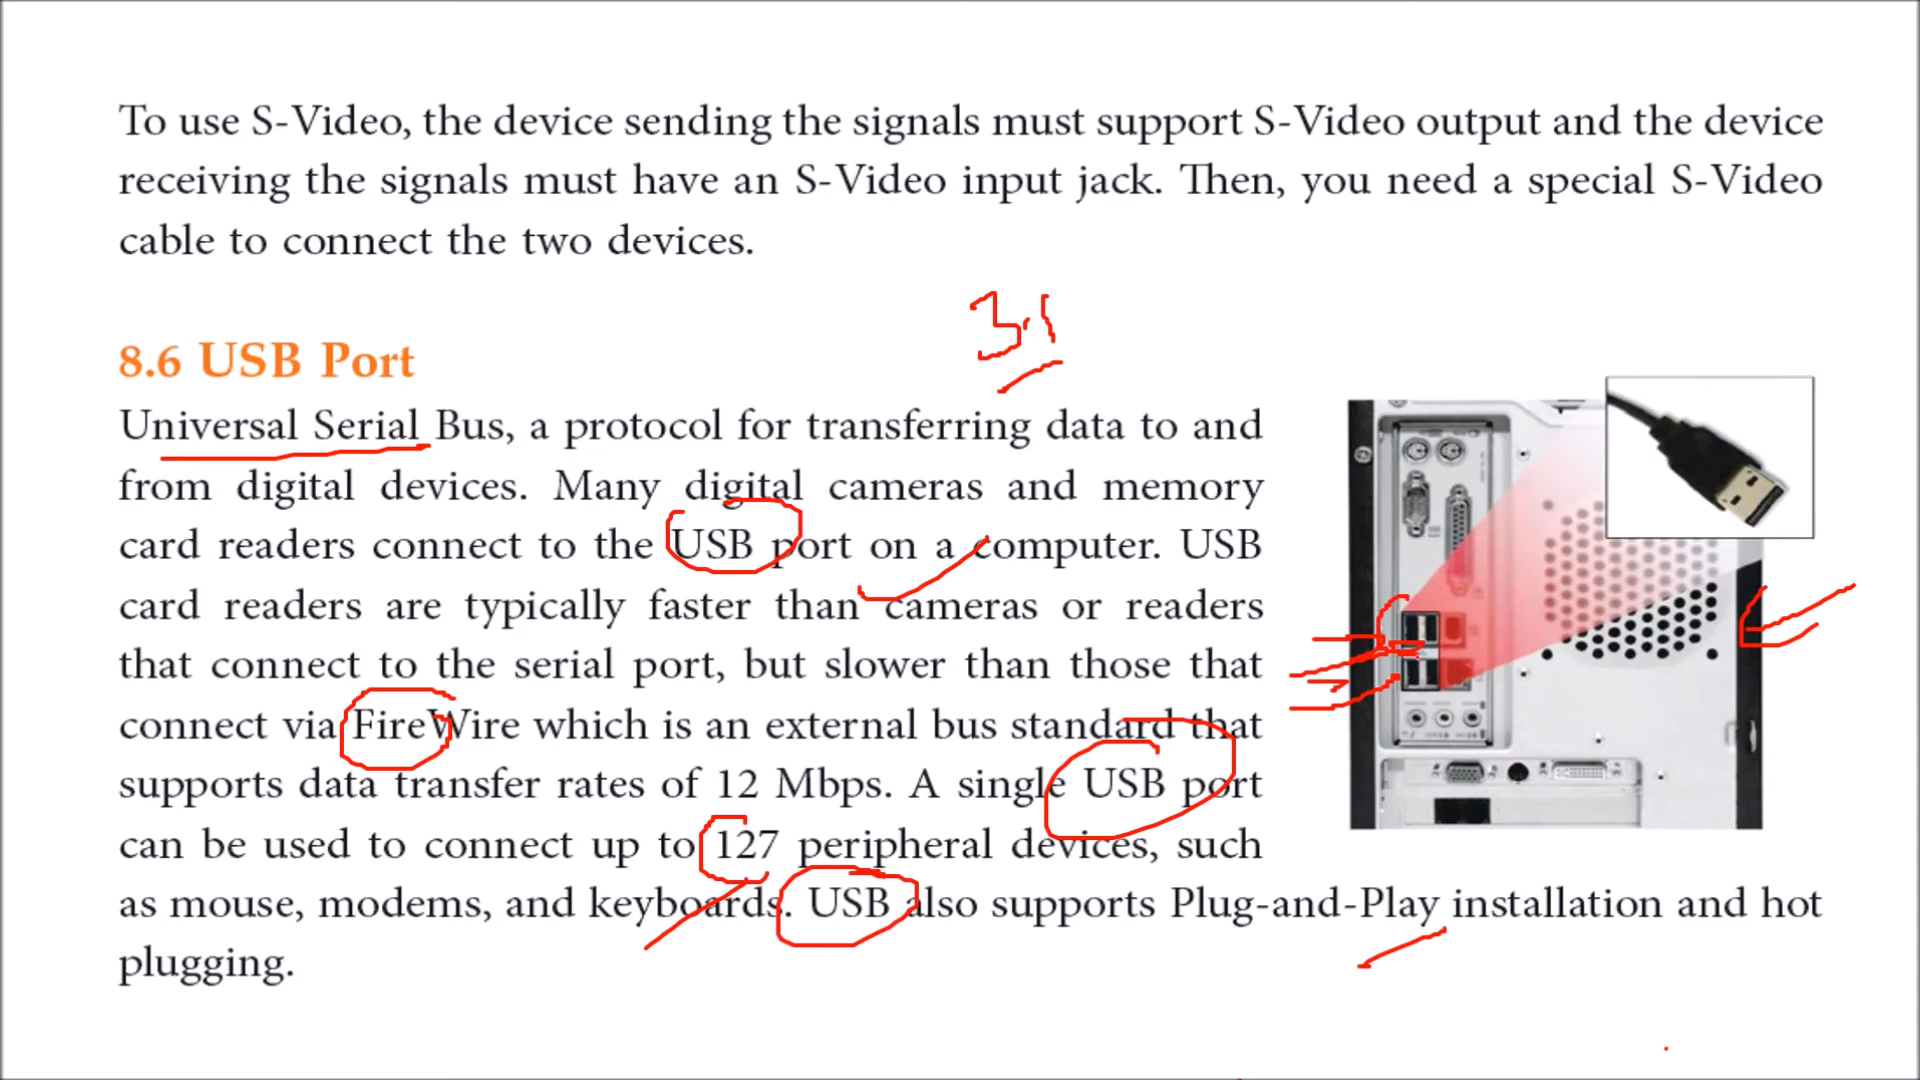 To use S-Video, the device sending the signals must support S-Video output and the device
receiving the signals must have an S-Video input jack. Then, you need a special S-Video
cable to connect the two devices.
3.1
8.6 USB Port
Universal Serial Bus, a protocol for transferring data to and
from digital devices. Many digital cameras and memory
card readers connect to the USB port on a computer. USB
card readers are typically faster than cameras or readers
that connect to the serial port, but slower than those that
connect via FireWire which is an external bus standard that
supports data transfer rates of 12 Mbps. A single USB port
can be used to connect up to 127 peripheral devices, such
as mouse, modems, and keyboards. USB also supports Plug-and-Play installation and hot
plugging.